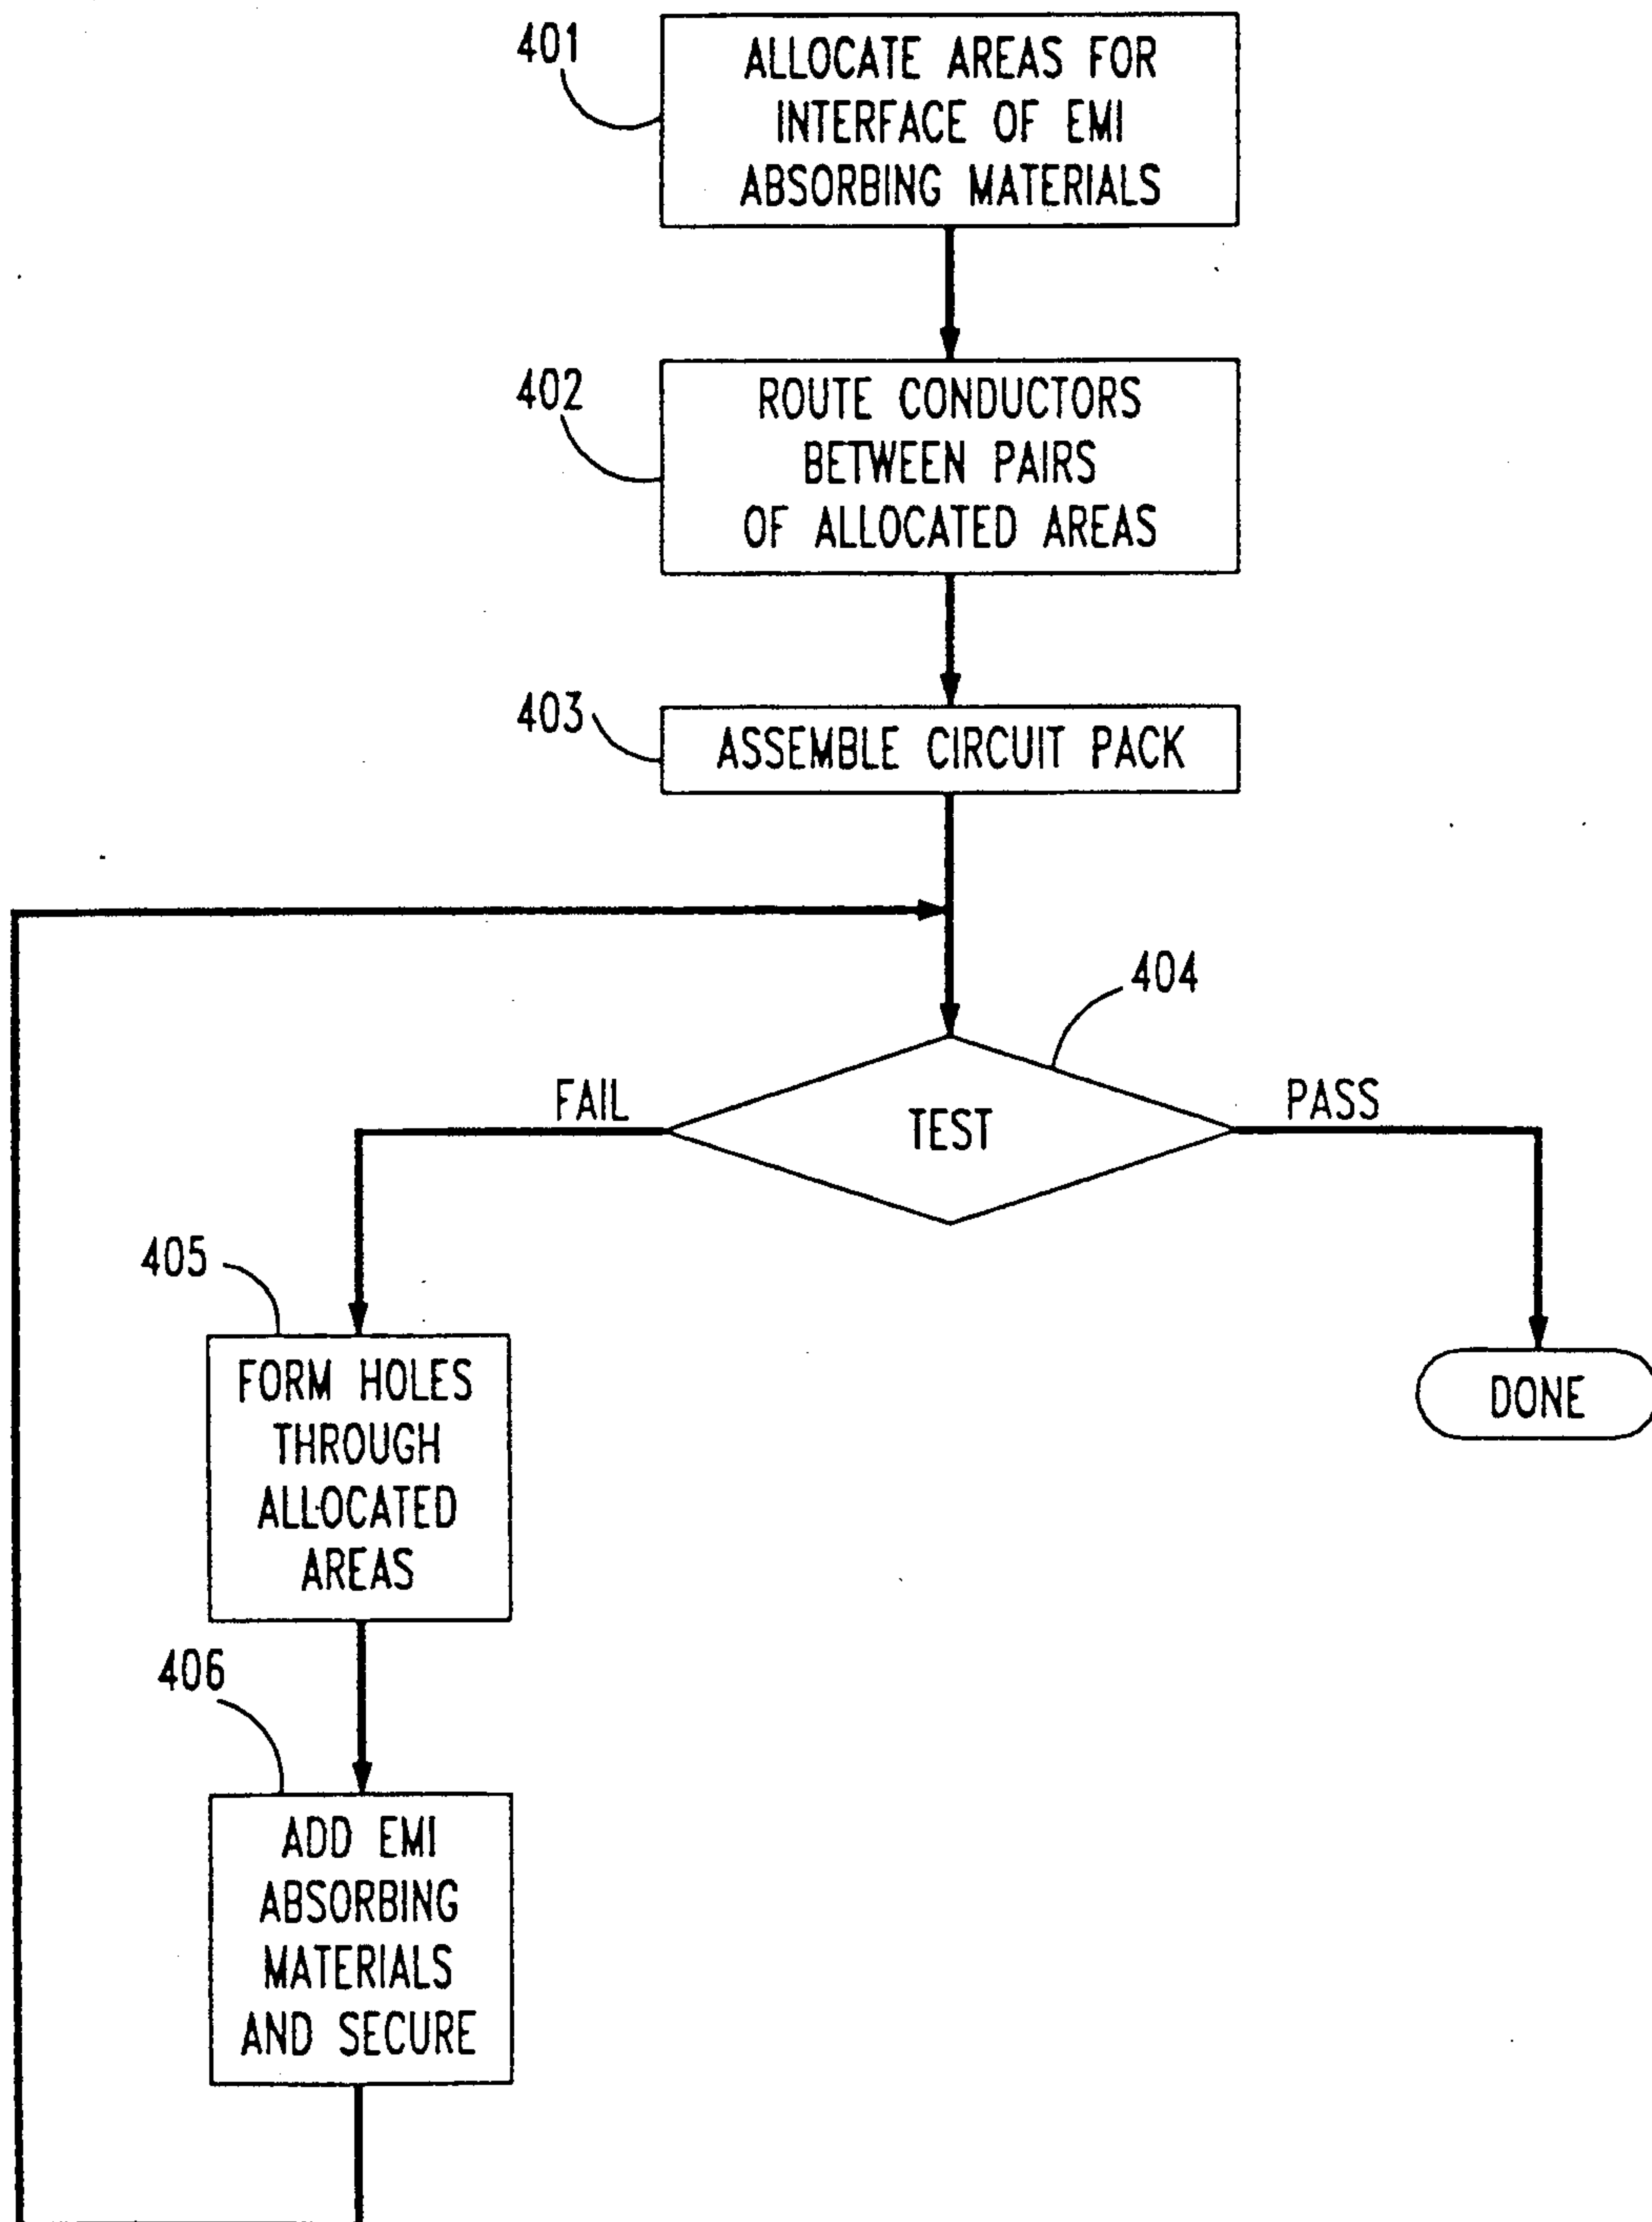 401
ALLOCATE AREAS FOR
INTERFACE OF EMI
ABSORBING MATERIALS
402
ROUTE CONDUCTORS
BETWEEN PAIRS
OF ALLOCATED AREAS
403
ASSEMBLE CIRCUIT PACK
404
FAIL
TEST
PASS
405
FORM HOLES
THROUGH
ALLOCATED
AREAS
DONE
406
ADD EMI
ABSORBING
MATERIALS
AND SECURE